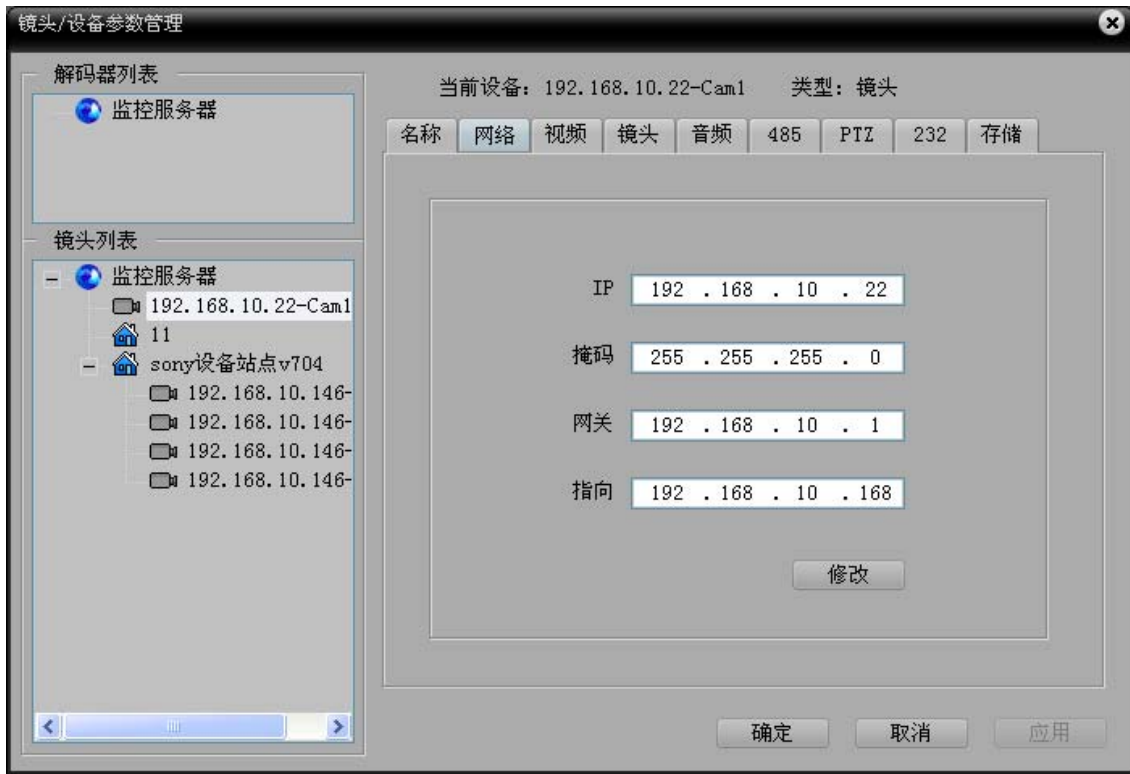 镜头/设备参数管理
解码器列表
监控服务器
镜头列表
监控服务器
192.168.10.22-Cam1
11
sony设备站点v704
192.168.10.146-
192.168.10.146-
192.168.10.146-
192.168.10.146-
当前设备: 192.168.10.22-Cam1 类型: 镜头
名称 网络 视频 镜头 音频 485 PTZ 232 存储
IP 192 . 168 . 10 . 22
掩码 255 . 255 . 255 . 0
网关 192 . 168 . 10 . 1
指向 192 . 168 . 10 . 168
修改
确定 取消 应用